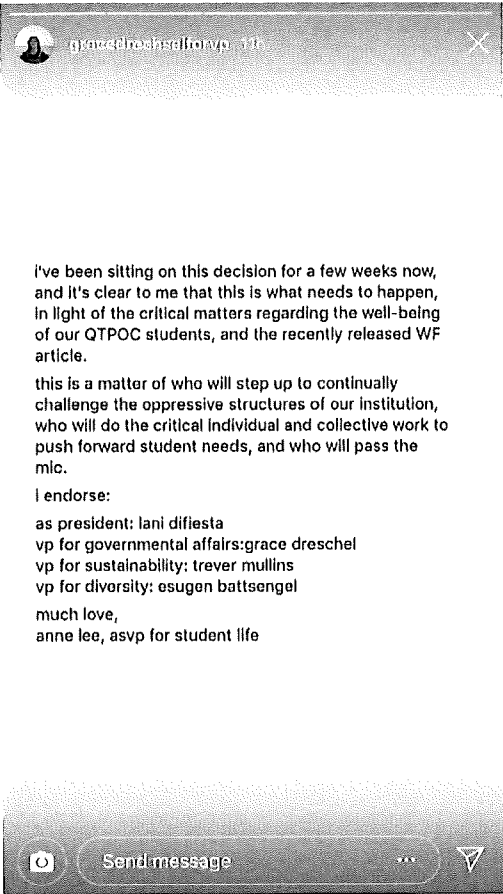 i've been sitting on this decision for a few weeks now,
and it's clear to me that this is what needs to happen,
in light of the critical matters regarding the well-being
of our QTPOC students, and the recently released WF
article.
this is a matter of who will step up to continually
challenge the oppressive structures of our institution,
who will do the critical individual and collective work to
push forward student needs, and who will pass the
mic.
i endorse:
as president: lani difiesta
vp for governmental affairs:grace dreschel
vp for sustainability: trever mullins
vp for diversity: esugen battsengel
much love,
anne lee, asvp for student life
Send message